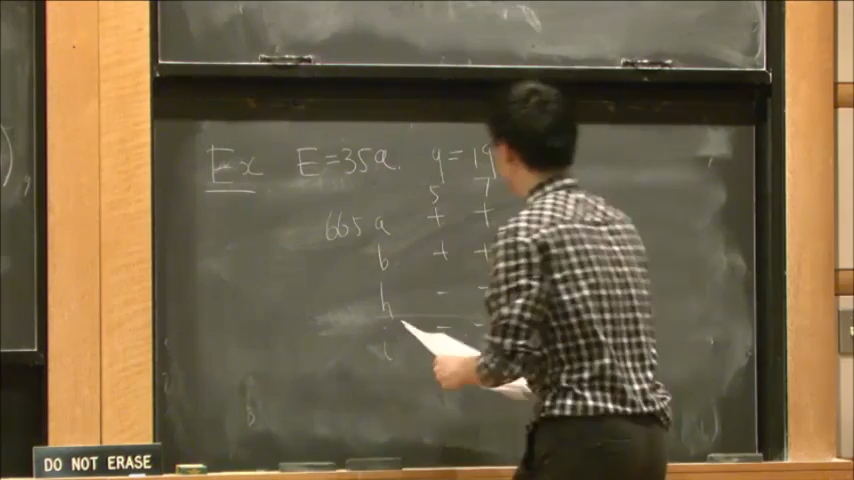 Ex E=35a. q=19
5 7
665 a + +
b + +
h - -
i - -
DO NOT ERASE